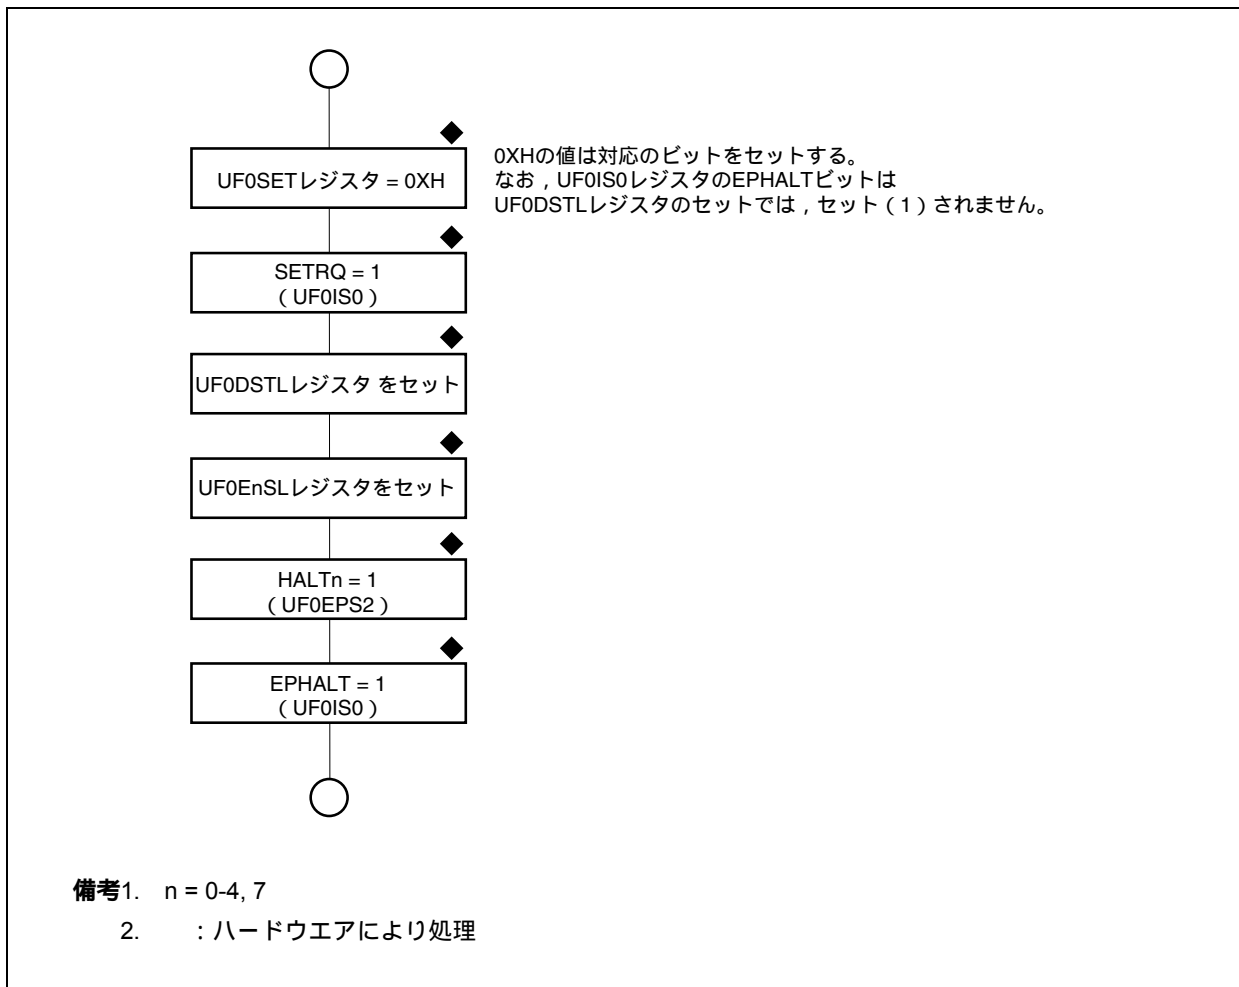 UF0SETレジスタ = 0XH
0XHの値は対応のビットをセットする。
なお , UF0IS0レジスタのEPHALTビットは
UF0DSTLレジスタのセットでは , セット ( 1 ) されません。
SETRQ = 1
( UF0IS0 )
UF0DSTLレジスタ をセット
UF0EnSLレジスタをセット
HALTn = 1
( UF0EPS2 )
EPHALT = 1
( UF0IS0 )
備考1. n = 0-4, 7
2. : ハードウエアにより処理